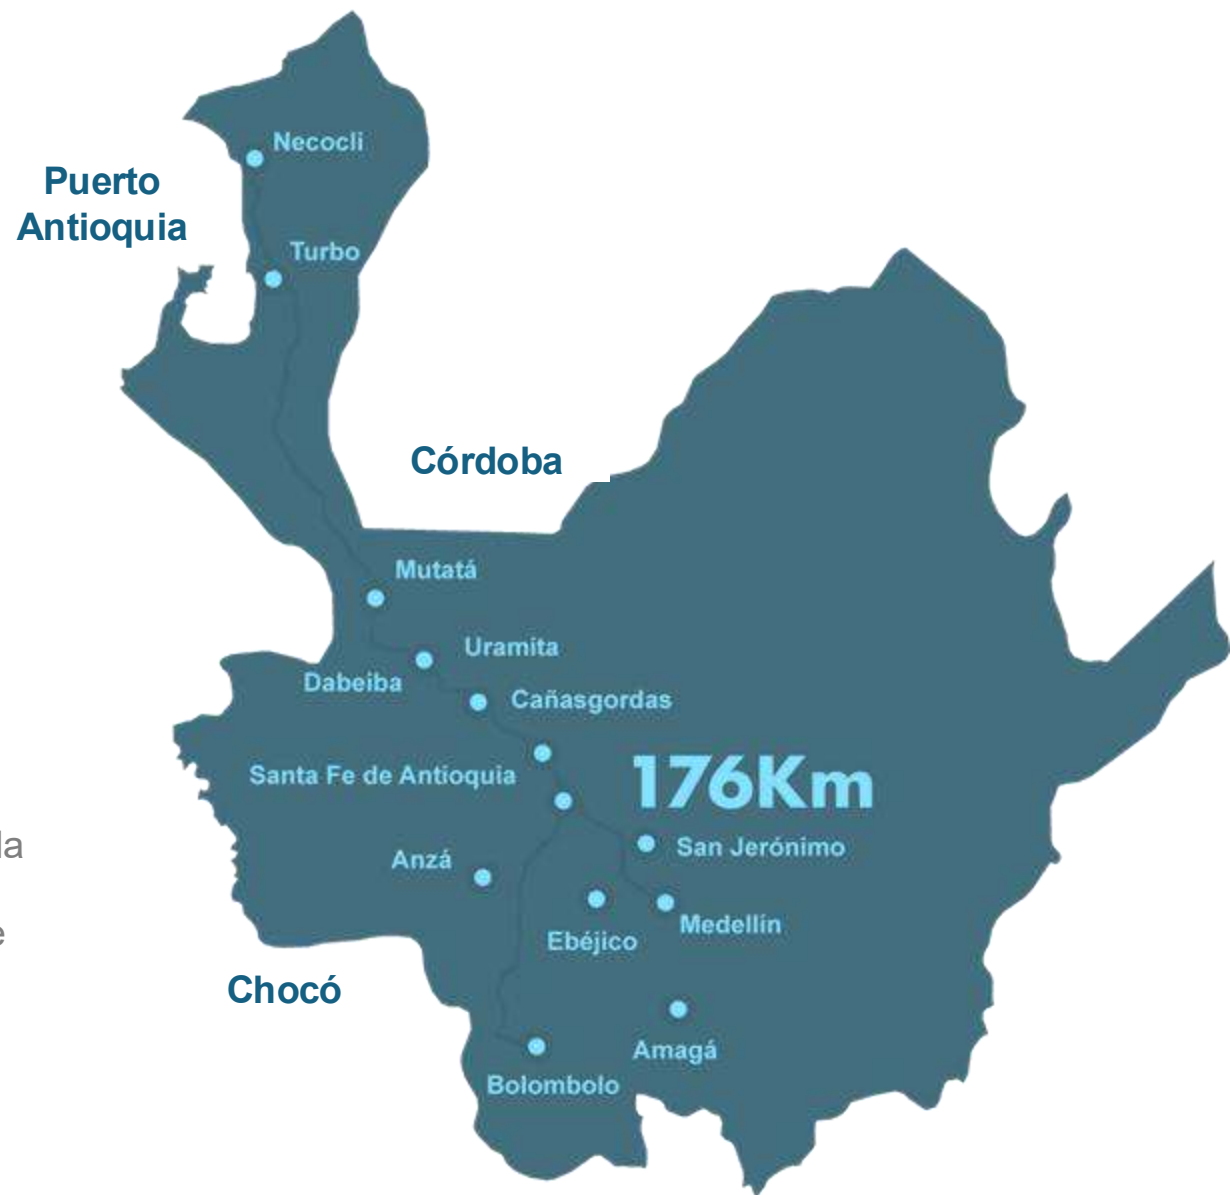 Necocli
Puerto
Antioquia
Turbo
Córdoba
Mutatá
Uramita
Dabeiba
Cañasgordas
176Km
Santa Fe de Antioquia
San Jerónimo
la
Anzá
Medellín
e
Ebéjico
Chocó
Amagá
Bolombolo